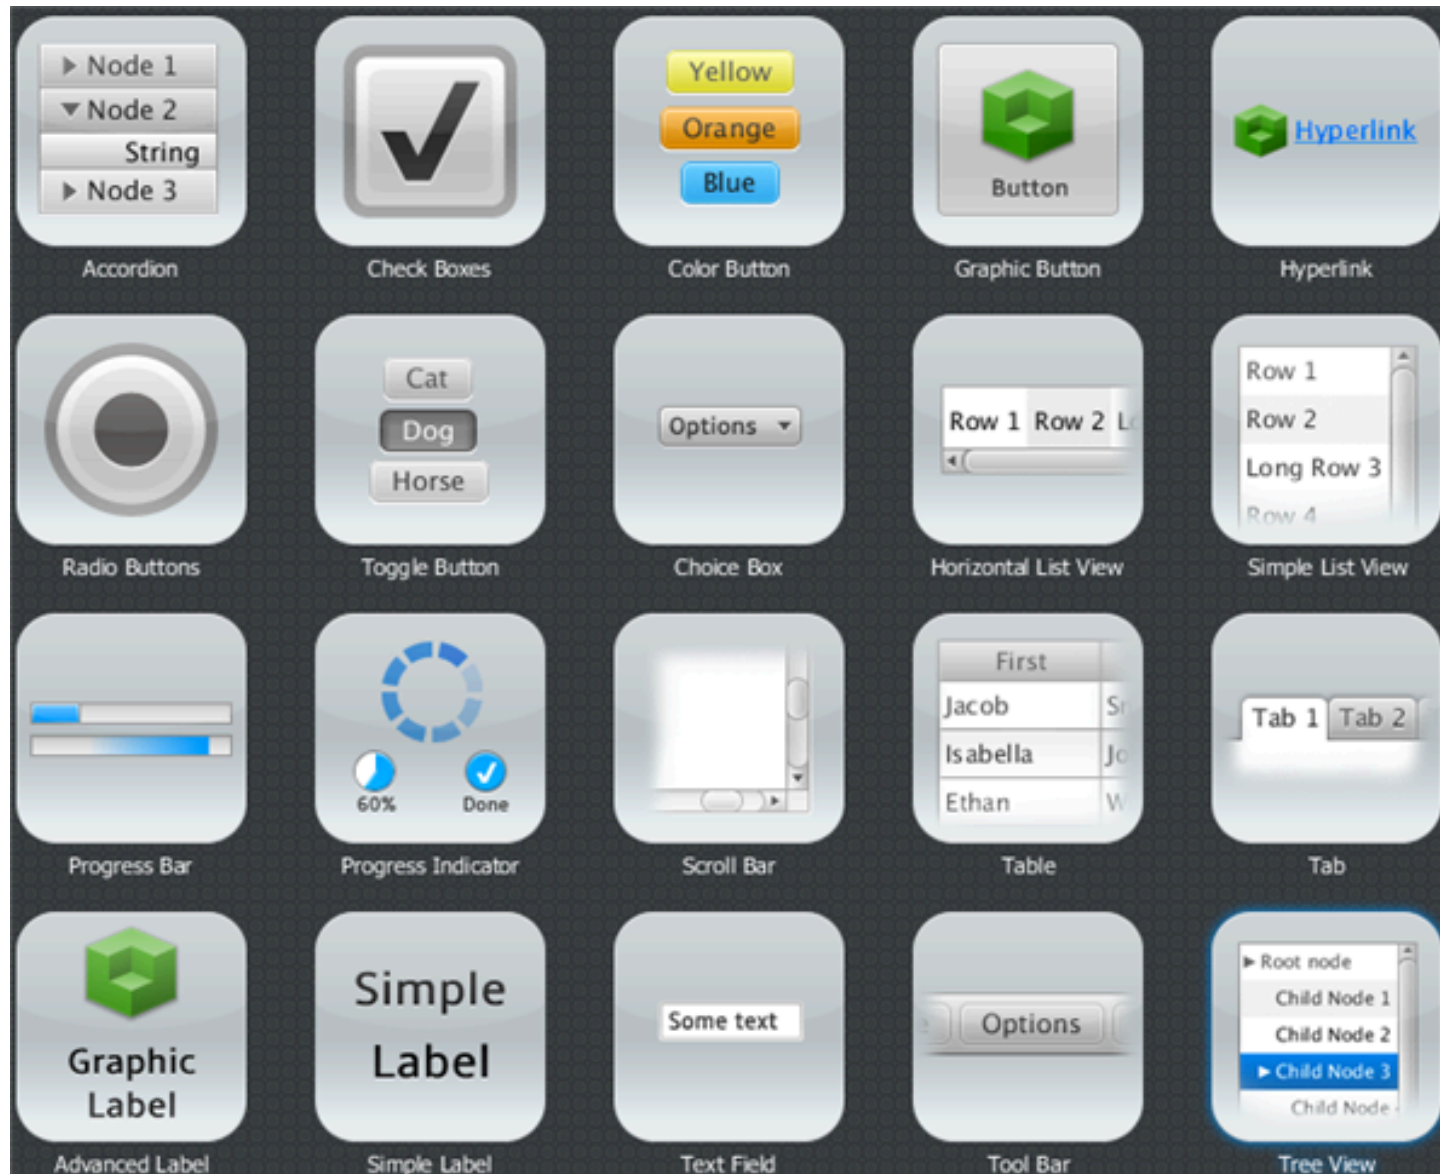 Node 1
Node 2
String
Node 3
Accordion
Check Boxes
Yellow
Orange
Blue
Color Button
Button
Graphic Button
Hyperlink
Hyperlink
Radio Buttons
Cat
Dog
Horse
Toggle Button
Options
Choice Box
Row 1 Row 2
Horizontal List View
Row 1
Row 2
Long Row 3
Row 4
Simple List View
Progress Bar
60% Done
Progress Indicator
Scroll Bar
First
Jacob
Isabella
Ethan
Table
Tab 1 Tab 2
Tab
Graphic
Label
Advanced Label
Simple
Label
Simple Label
Some text
Text Field
Options
Tool Bar
Root node
Child Node 1
Child Node 2
Child Node 3
Child Node
Tree View